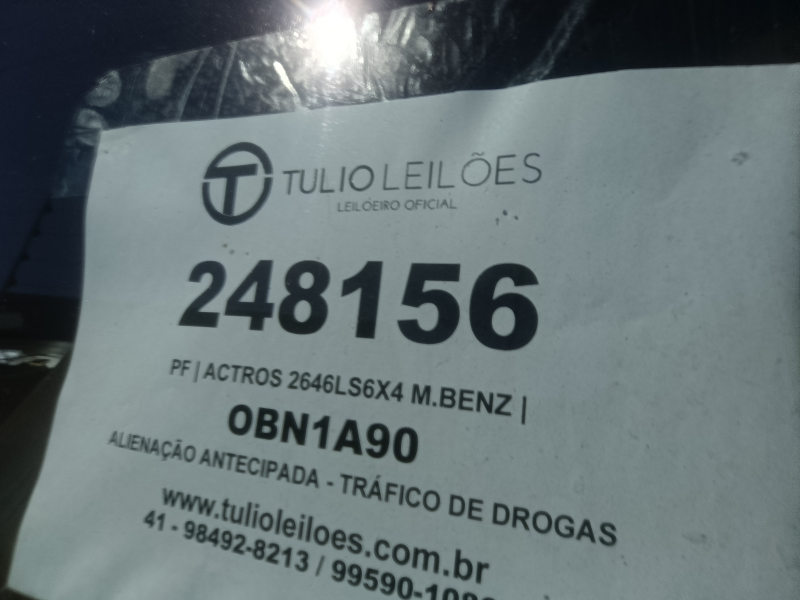 TULIO LEILÕES
LEILOEIRO OFICIAL
248156
PF | ACTROS 2646LS6X4 M.BENZ |
OBN1A90
ALIENAÇÃO ANTECIPADA - TRÁFICO DE DROGAS
www.tulioleiloes.com.br
41 - 98492-8213 /